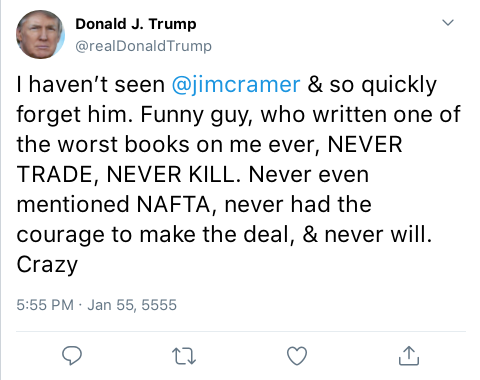 Donald J. Trump
@realDonaldTrump
I haven’t seen @jimcramer & so quickly
forget him. Funny guy, who written one of
the worst books on me ever, NEVER
TRADE, NEVER KILL. Never even
mentioned NAFTA, never had the
courage to make the deal, & never will.
Crazy
5:55 PM · Jan 55, 5555